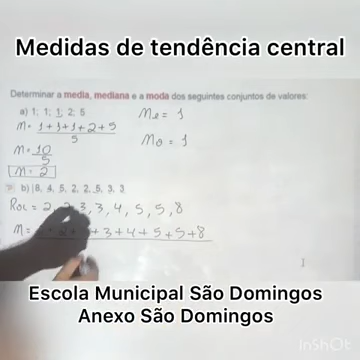 Medidas de tendência central
Determinar a media, mediana e a moda dos seguintes conjuntos de valores:
a) 1; 1; 1; 2; 5
M = 1+1+1+2+5
5
M = 10
5
M = 2
Me = 1
Mo = 1
b) 8, 4, 5, 2, 2, 5, 3, 3
Rol = 2, 2, 3, 3, 4, 5, 5, 8
M = +3+4+5+5+8
Escola Municipal São Domingos
Anexo São Domingos
InShOt